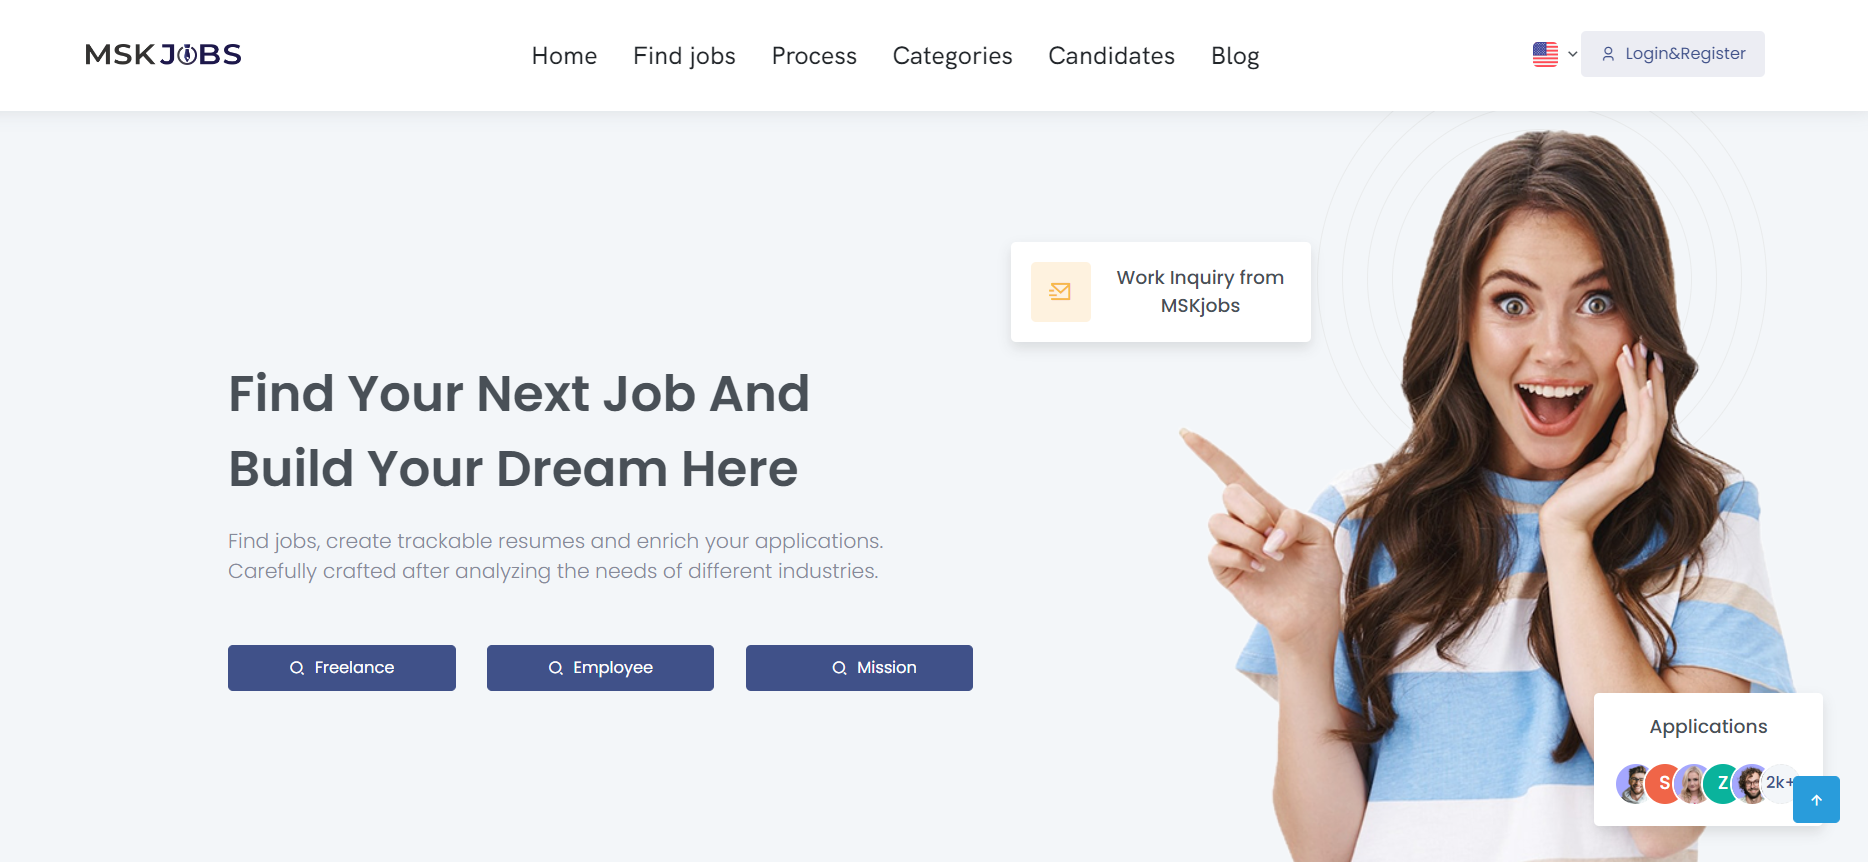 MSK JOBS
Home Find jobs Process Categories Candidates Blog
Login&Register
Work Inquiry from
MSKjobs
Find Your Next Job And
Build Your Dream Here
Find jobs, create trackable resumes and enrich your applications.
Carefully crafted after analyzing the needs of different industries.
Freelance Employee Mission
Applications
S Z 2k+